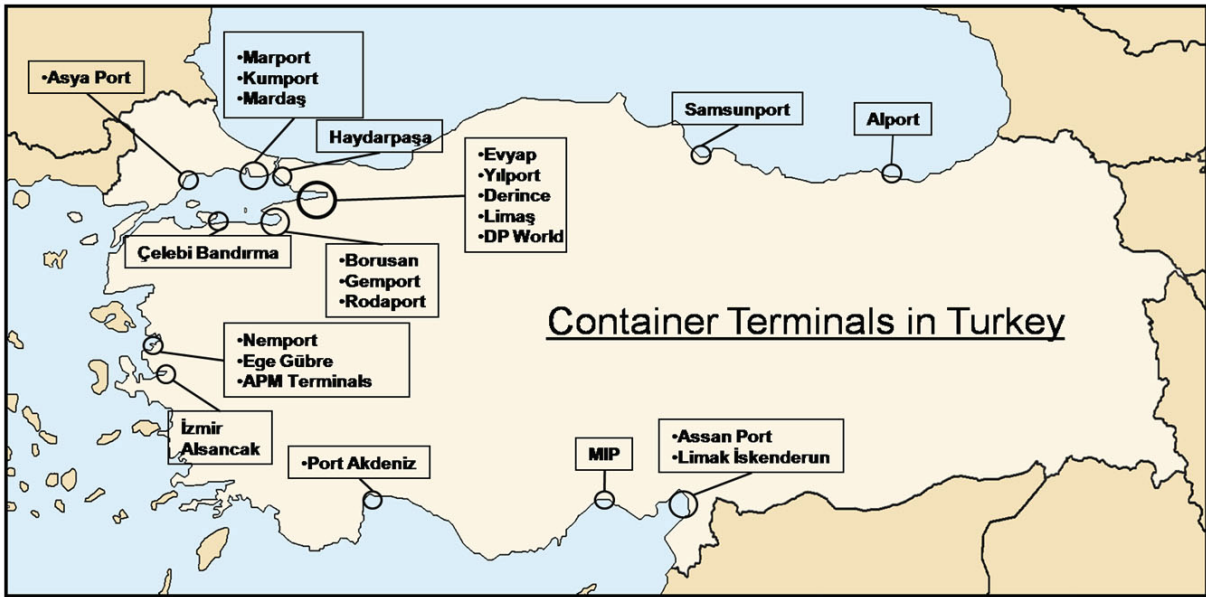 •Asya Port
•Marport
•Kumport
•Mardaş
Haydarpaşa
•Evyap
•Yılport
•Derince
•Limaş
•DP World
Samsunport
Alport
Çelebi Bandırma
•Borusan
•Gemport
•Rodaport
Container Terminals in Turkey
•Nemport
•Ege Gübre
•APM Terminals
İzmir
Alsancak
•Port Akdeniz
MIP
•Assan Port
•Limak İskenderun